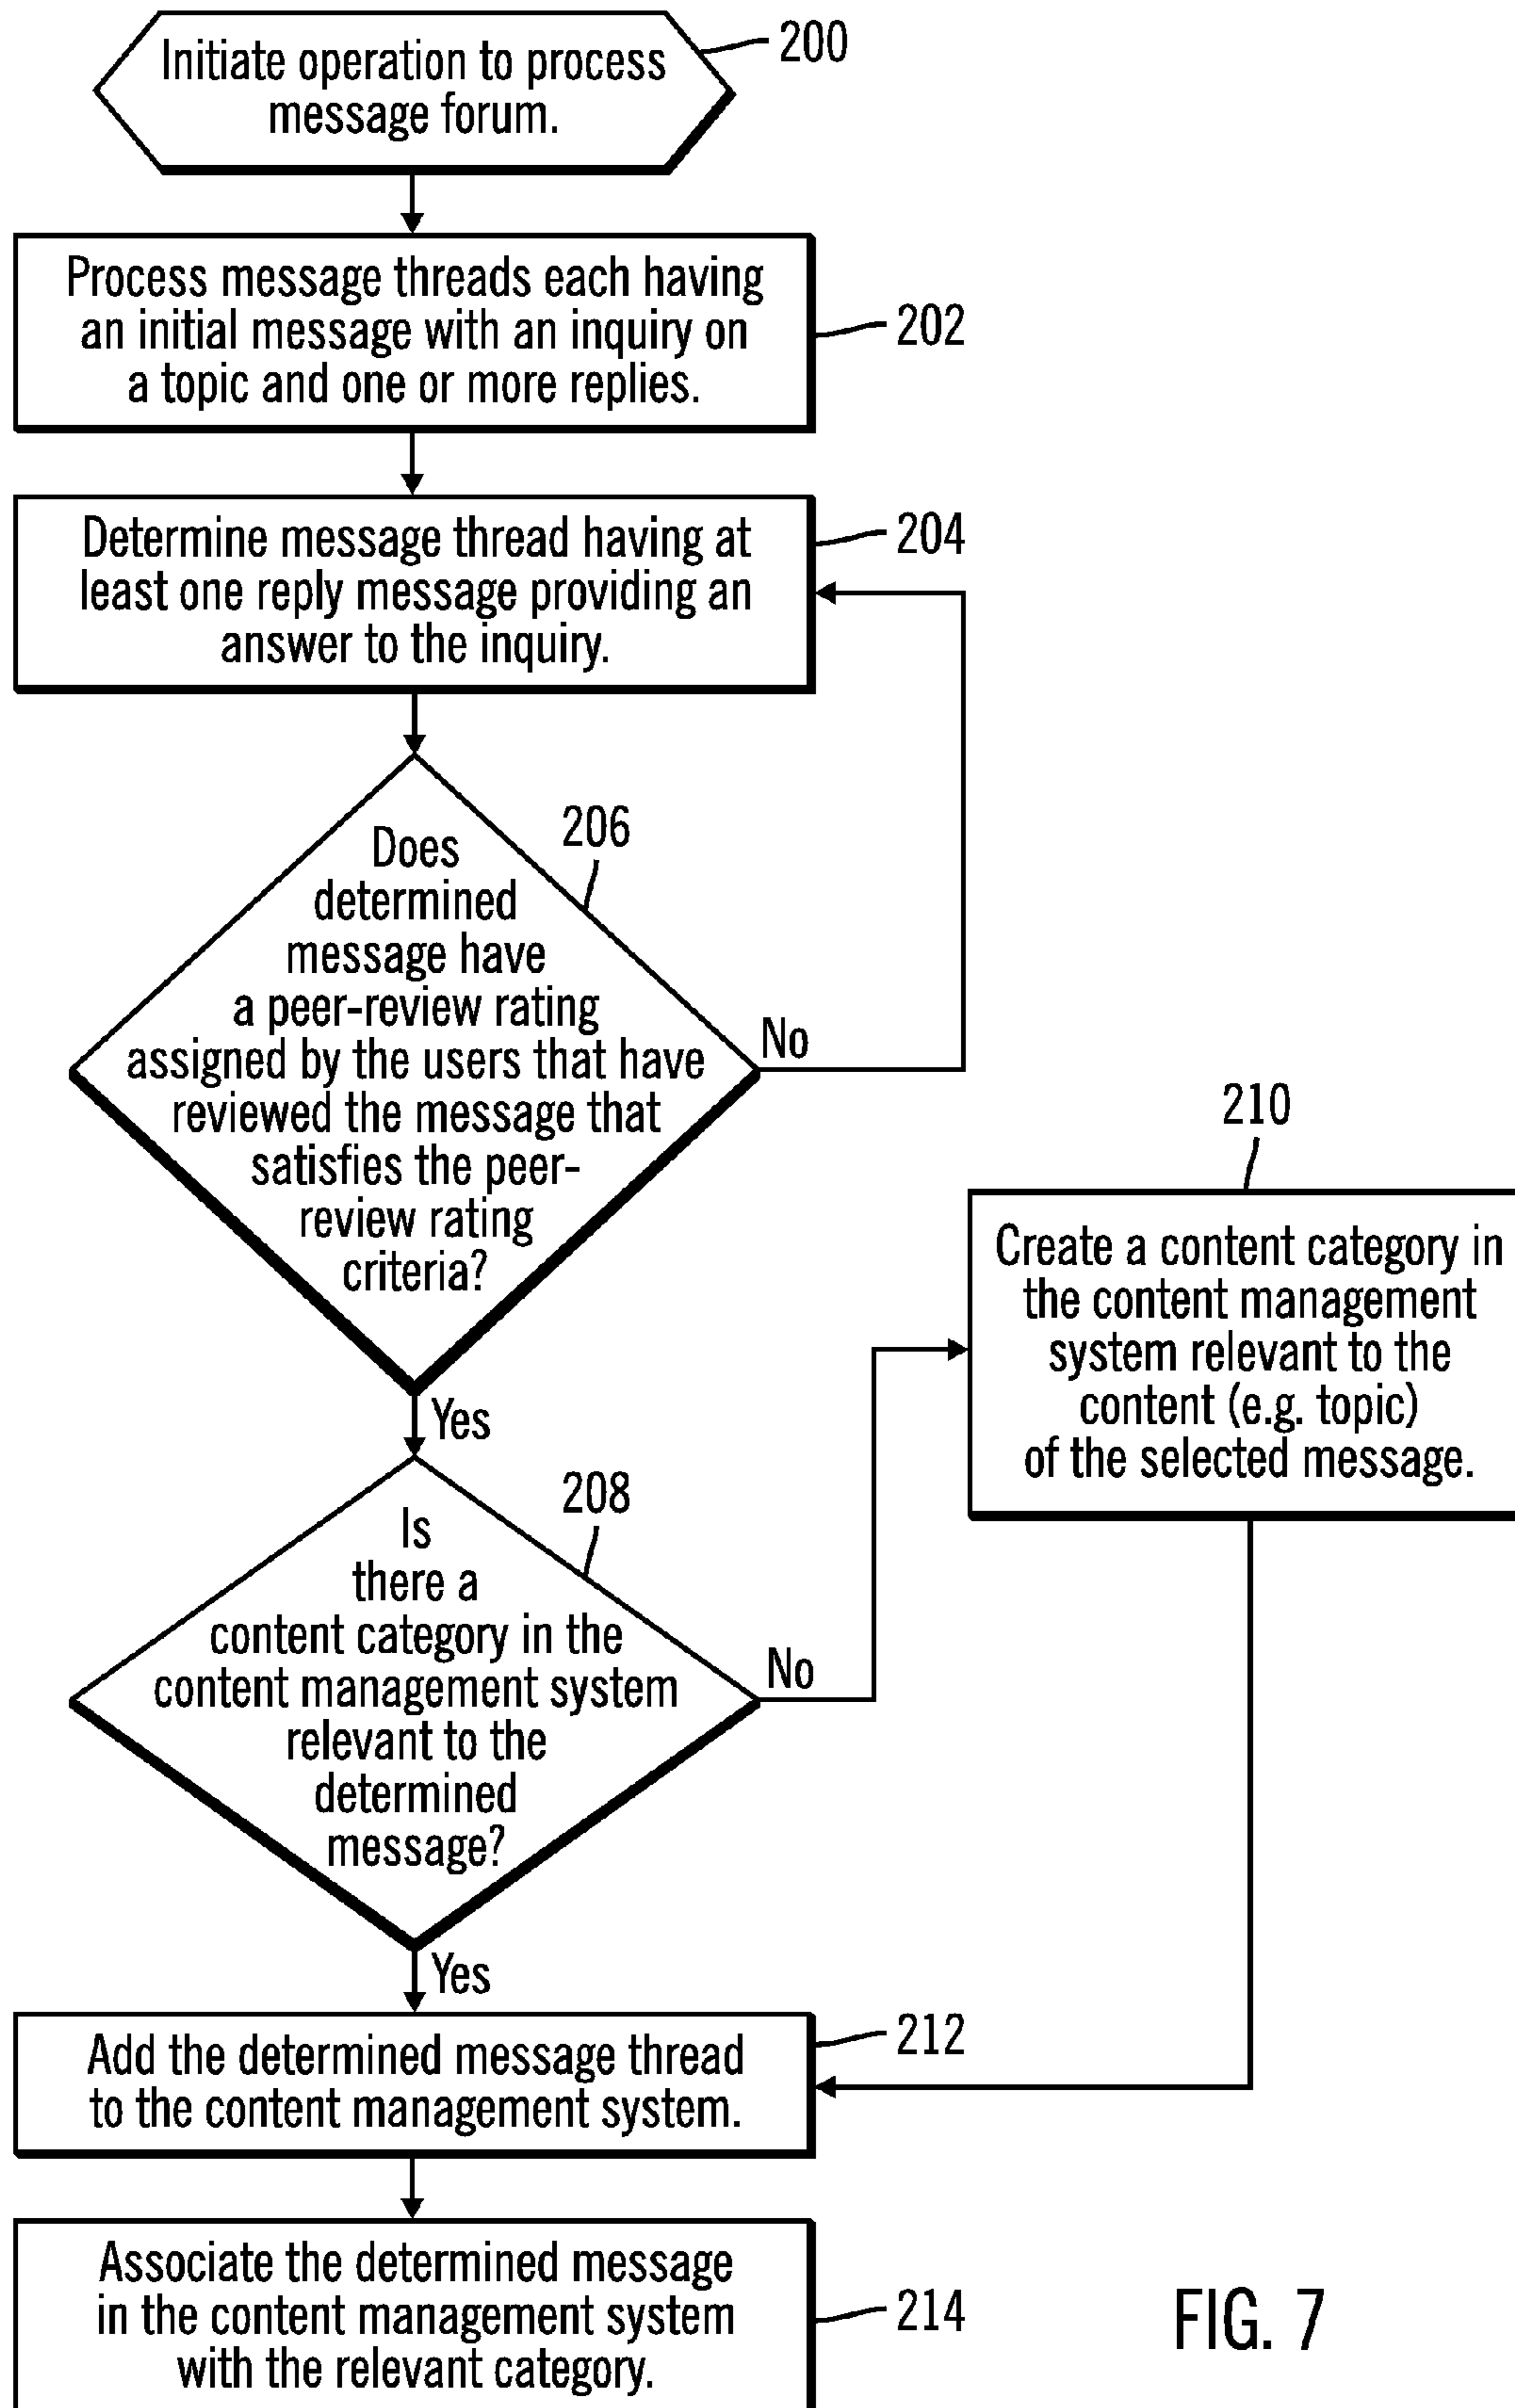 Initiate operation to process
message forum.
200
Process message threads each having
an initial message with an inquiry on
a topic and one or more replies.
202
Determine message thread having at
least one reply message providing an
answer to the inquiry.
204
Does
determined
message have
a peer-review rating
assigned by the users that have
reviewed the message that
satisfies the peer-
review rating
criteria?
206
No
Yes
Is
there a
content category in the
content management system
relevant to the
determined
message?
208
No
Yes
210
Create a content category in
the content management
system relevant to the
content (e.g. topic)
of the selected message.
Add the determined message thread
to the content management system.
212
Associate the determined message
in the content management system
with the relevant category.
214
FIG. 7